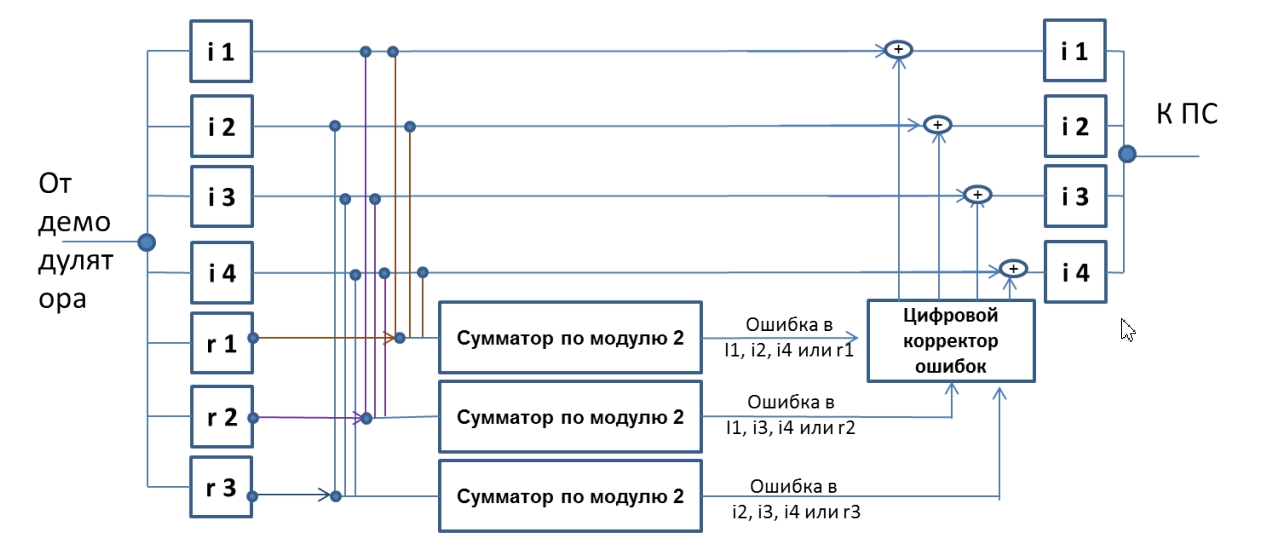 От
демо
дулят
ора
i 1
i 2
i 3
i 4
r 1
r 2
r 3
Сумматор по модулю 2
Сумматор по модулю 2
Сумматор по модулю 2
Ошибка в
I1, i2, i4 или r1
Ошибка в
I1, i3, i4 или r2
Ошибка в
i2, i3, i4 или r3
Цифровой
корректор
ошибок
+
+
+
+
i 1
i 2
i 3
i 4
К ПС